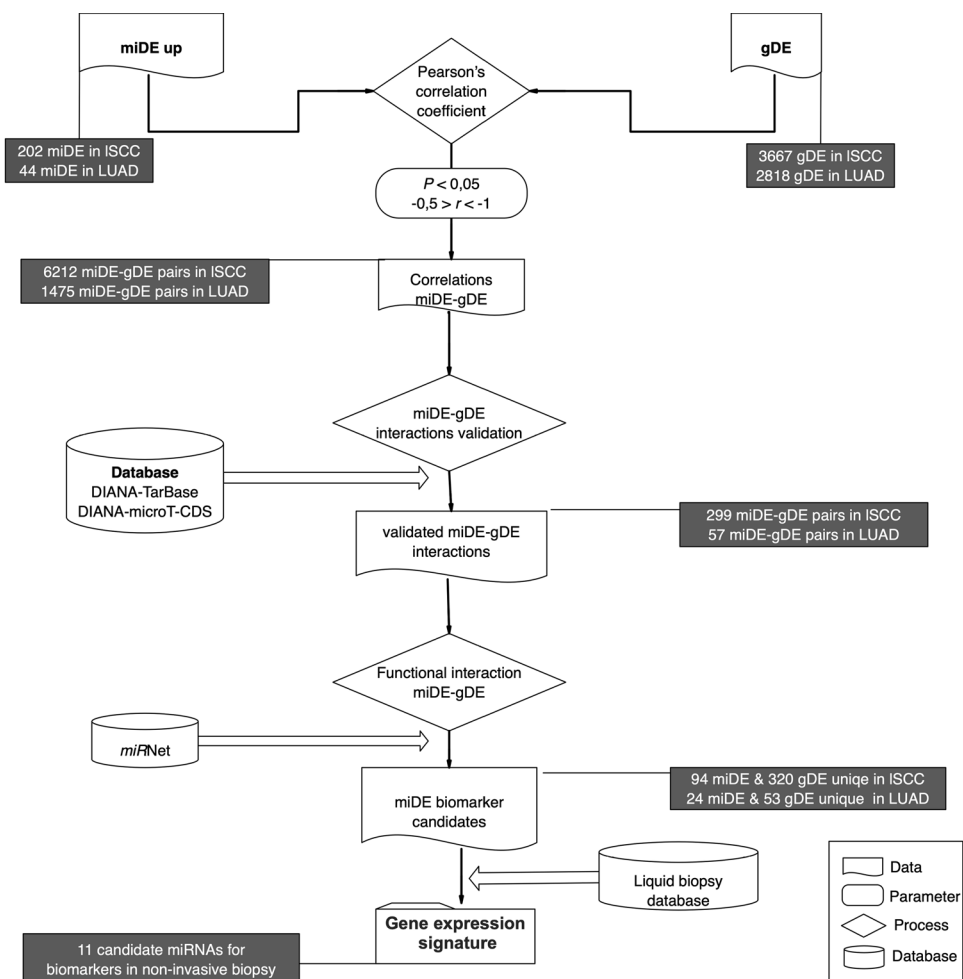 miDE up
gDE
Pearson's
correlation
coefficient
202 miDE in lSCC
44 miDE in LUAD
3667 gDE in lSCC
2818 gDE in LUAD
P < 0,05
-0,5 > r < -1
6212 miDE-gDE pairs in lSCC
1475 miDE-gDE pairs in LUAD
Correlations
miDE-gDE
miDE-gDE
interactions validation
Database
DIANA-TarBase
DIANA-microT-CDS
299 miDE-gDE pairs in lSCC
57 miDE-gDE pairs in LUAD
validated miDE-gDE
interactions
Functional interaction
miDE-gDE
miRNet
94 miDE & 320 gDE uniqe in lSCC
24 miDE & 53 gDE unique in LUAD
miDE biomarker
candidates
Liquid biopsy
database
Gene expression
signature
11 candidate miRNAs for
biomarkers in non-invasive biopsy
Data
Parameter
Process
Database